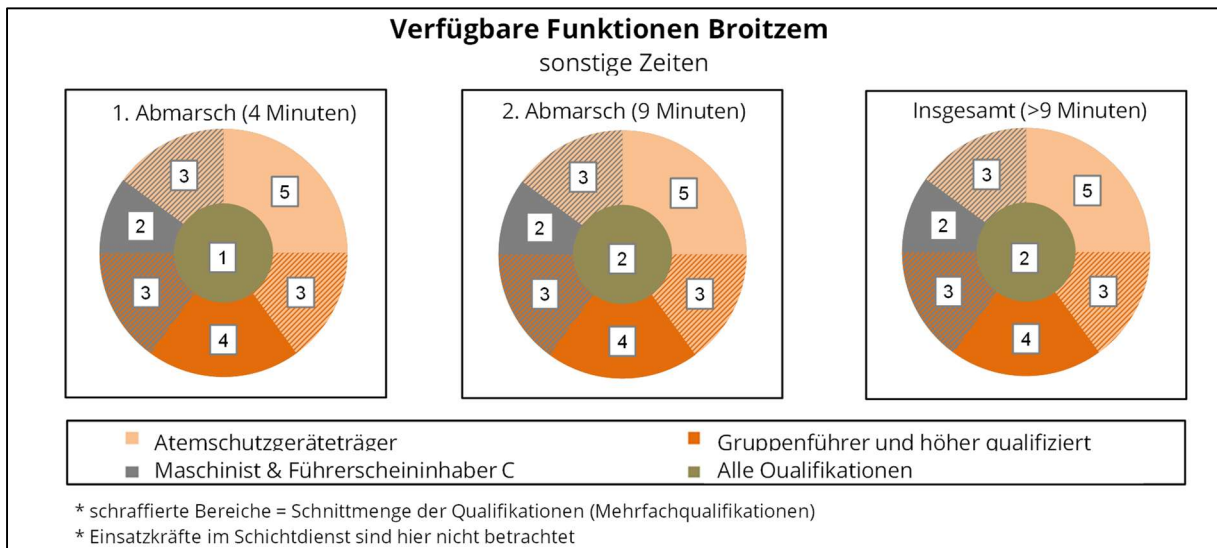 Verfügbare Funktionen Broitzem
sonstige Zeiten
1. Abmarsch (4 Minuten)
3
5
2
1
3
3
4
2. Abmarsch (9 Minuten)
3
5
2
2
3
3
4
Insgesamt (>9 Minuten)
3
5
2
2
3
3
4
Atemschutzgeräteträger
Gruppenführer und höher qualifiziert
Maschinist & Führerscheininhaber C
Alle Qualifikationen
* schraffierte Bereiche = Schnittmenge der Qualifikationen (Mehrfachqualifikationen)
* Einsatzkräfte im Schichtdienst sind hier nicht betrachtet